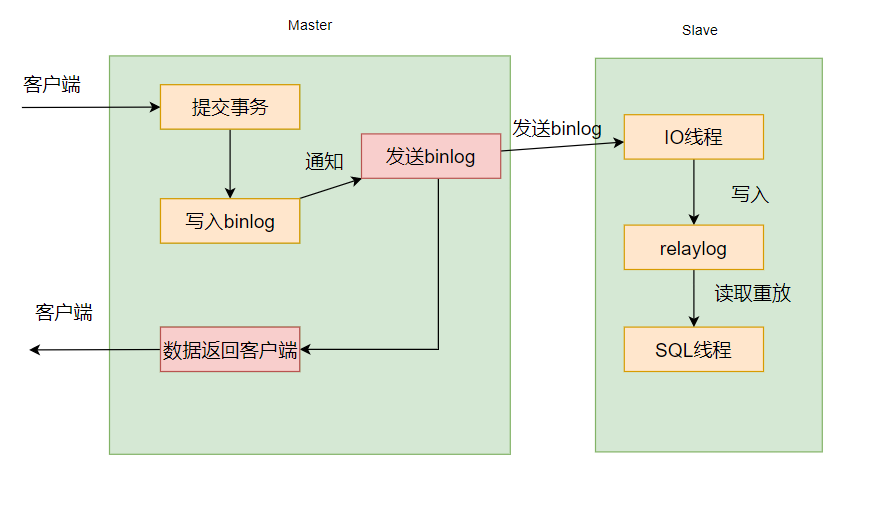 Master
Slave
客户端
提交事务
发送binlog
IO线程
通知
发送binlog
写入
写入binlog
relaylog
读取重放
客户端
数据返回客户端
SQL线程